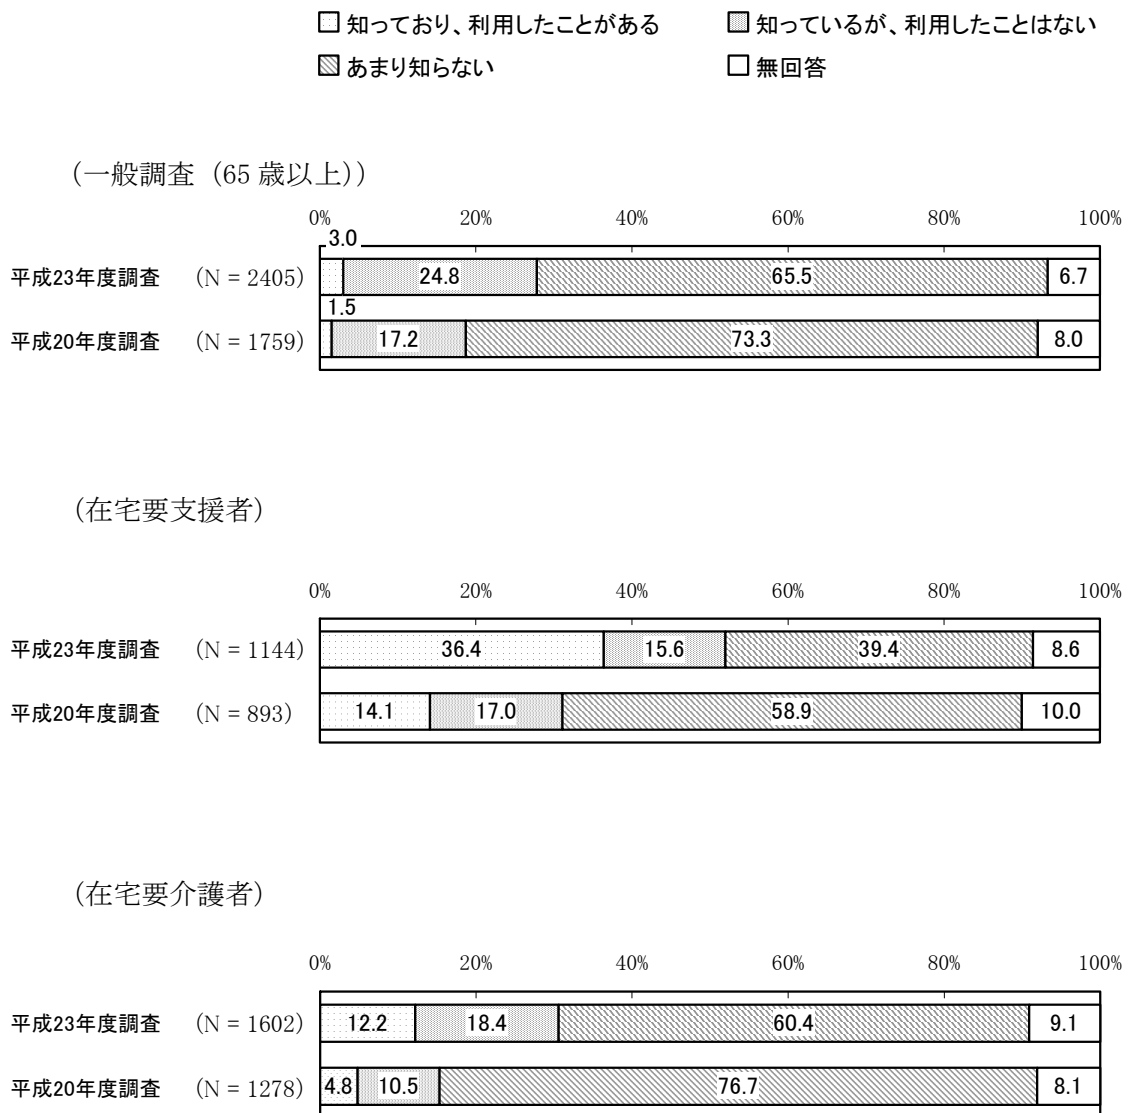 知っており、利用したことがある 知っているが、利用したことはない
あまり知らない 無回答
（一般調査（65 歳以上））
0% 20% 40% 60% 80% 100%
3.0
平成23年度調査 (N = 2405) 24.8 65.5 6.7
1.5
平成20年度調査 (N = 1759) 17.2 73.3 8.0
（在宅要支援者）
0% 20% 40% 60% 80% 100%
平成23年度調査 (N = 1144) 36.4 15.6 39.4 8.6
平成20年度調査 (N = 893) 14.1 17.0 58.9 10.0
（在宅要介護者）
0% 20% 40% 60% 80% 100%
平成23年度調査 (N = 1602) 12.2 18.4 60.4 9.1
平成20年度調査 (N = 1278) 4.8 10.5 76.7 8.1